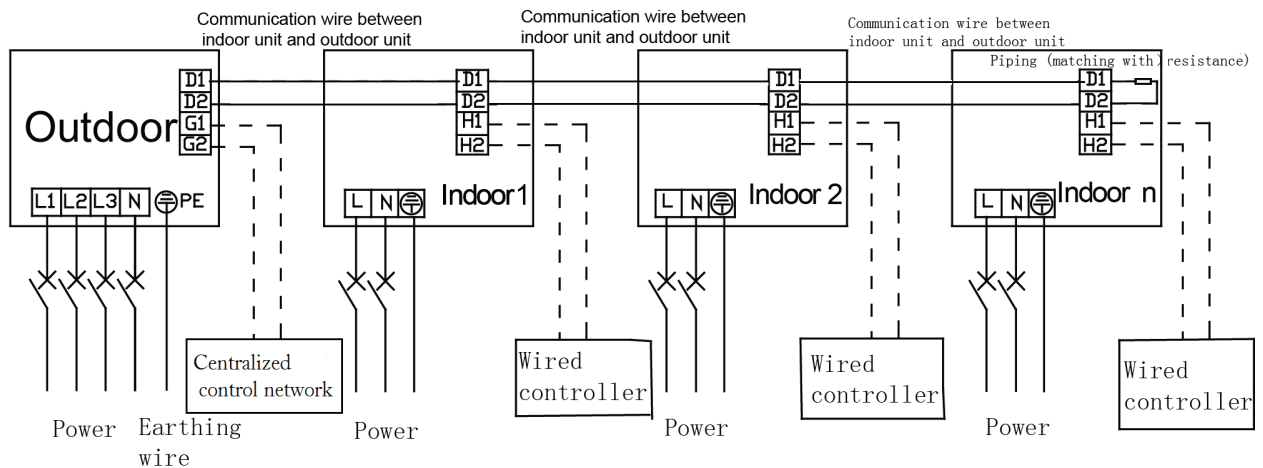 Communication wire between
indoor unit and outdoor unit
Communication wire between
indoor unit and outdoor unit
Communication wire between
indoor unit and outdoor unit
Piping (matching with) resistance)
Outdoor
D1
D2
G1
G2
L1 L2 L3 N PE
D1
D2
H1
H2
Indoor 1
L N
D1
D2
H1
H2
Indoor 2
L N
D1
D2
H1
H2
Indoor n
L N
Centralized
control network
Wired
controller
Wired
controller
Wired
controller
Power
Earthing
wire
Power
Power
Power